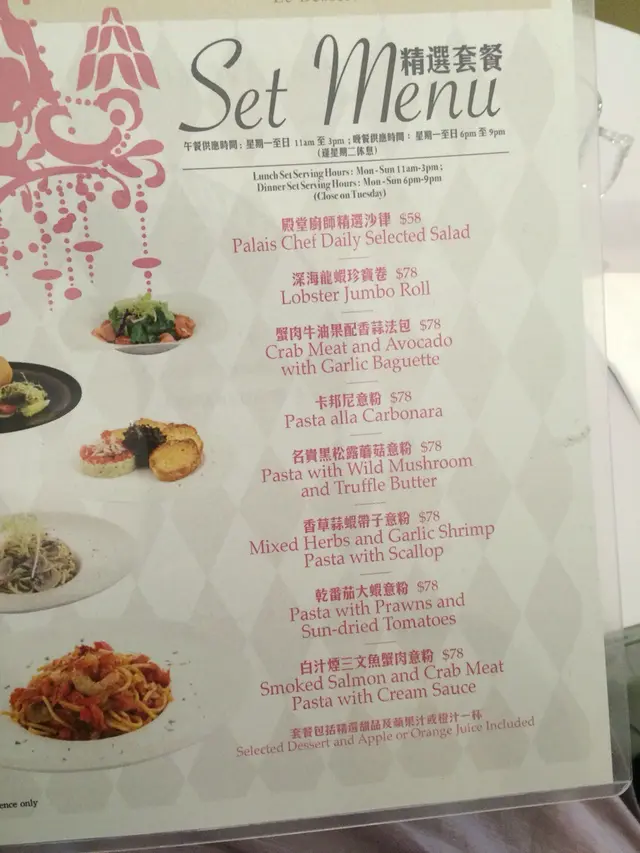 Set Menu 精選套餐
午餐供應時間：星期一至日 11am 至 3pm；晚餐供應時間：星期一至日 6pm 至 9pm
(逢星期二休息)
Lunch Set Serving Hours: Mon - Sun 11am-3pm;
Dinner Set Serving Hours: Mon - Sun 6pm-9pm
(Close on Tuesday)
殿堂廚師精選沙律 $58
Palais Chef Daily Selected Salad
深海龍蝦珍寶卷 $78
Lobster Jumbo Roll
蟹肉牛油果配香蒜法包 $78
Crab Meat and Avocado
with Garlic Baguette
卡邦尼意粉 $78
Pasta alla Carbonara
名貴黑松露蘑菇意粉 $78
Pasta with Wild Mushroom
and Truffle Butter
香草蒜蝦帶子意粉 $78
Mixed Herbs and Garlic Shrimp
Pasta with Scallop
乾番茄大蝦意粉 $78
Pasta with Prawns and
Sun-dried Tomatoes
白汁煙三文魚蟹肉意粉 $78
Smoked Salmon and Crab Meat
Pasta with Cream Sauce
套餐包括精選甜品及蘋果汁或橙汁一杯
Selected Dessert and Apple or Orange Juice Included
ence only